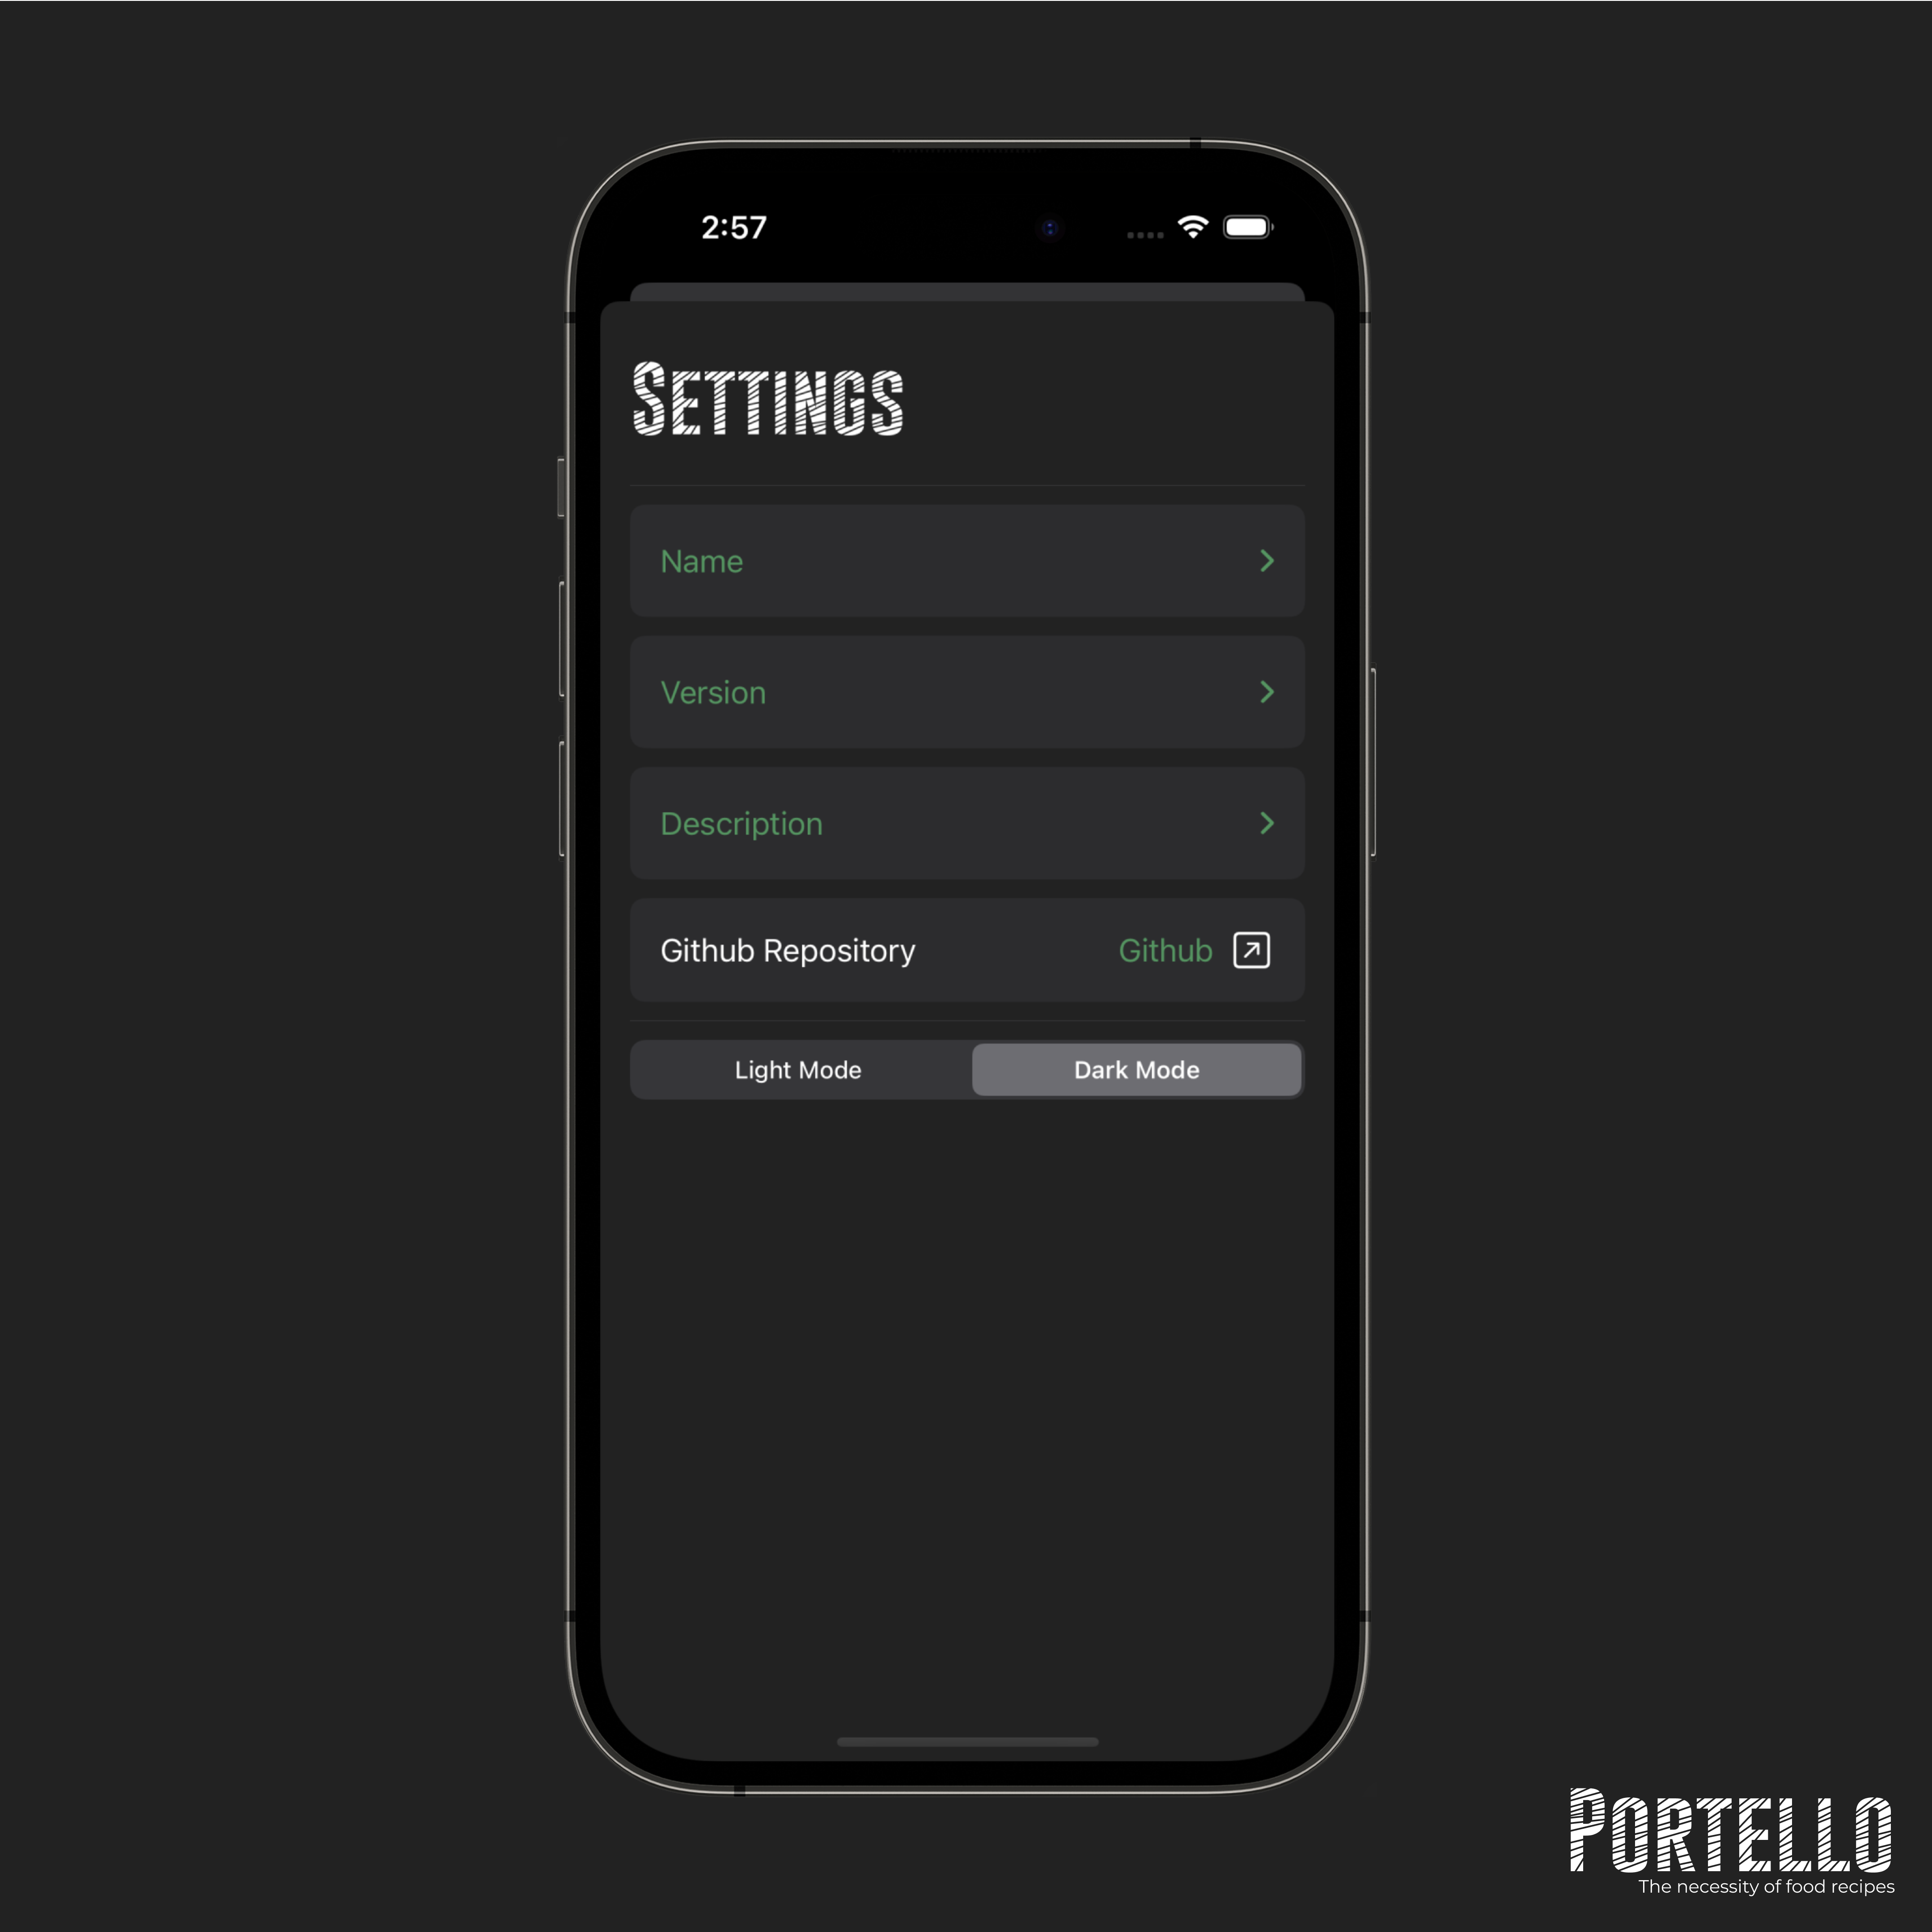 2:57
Settings
Name
Version
Description
Github Repository Github
Light Mode Dark Mode
Portello
The necessity of food recipes